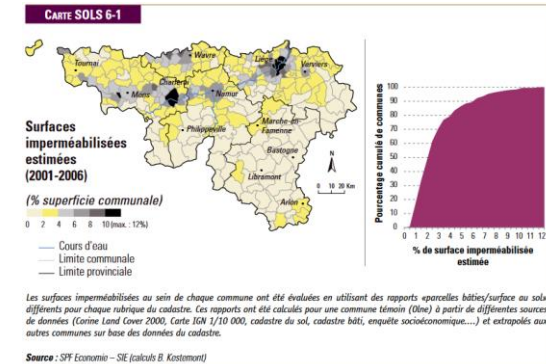 CARTE SOLS 6-1
Wavre
Liège
Tournai
Verviers
Charleroi
Mons
Namur
Philippeville
Marche-en-
Famenne
Bastogne
Libramont
Arlon
N
0 10 20 Km
Surfaces
imperméabilisées
estimées
(2001-2006)
(% superficie communale)
0 2 4 6 8 10 (max. : 12%)
Cours d'eau
Limite communale
Limite provinciale
Pourcentage cumulé de communes
100
90
80
70
60
50
40
30
20
10
0
0 1 2 3 4 5 6 7 8 9 10 11 12
% de surface imperméabilisée
estimée
Les surfaces imperméabilisées au sein de chaque commune ont été évaluées en utilisant des rapports «parcelles bâties/surface au sol»
différents pour chaque rubrique du cadastre. Ces rapports ont été calculés pour une commune témoin (Olne) à partir de différentes sources
de données (Corine Land Cover 2000, Carte IGN 1/10 000, cadastre du sol, cadastre bâti, enquête socioéconomique....) et extrapolés aux
autres communes sur base des données du cadastre.
Source : SPF Economie – SIE (calculs B. Kestemont)